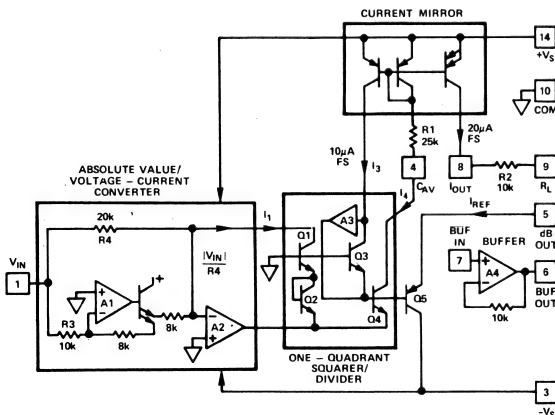 CURRENT MIRROR
14
+VS
10
COM
R1
25k
20μA
FS
10μA
FS
I3
4
CAV
8
IOUT
R2
10k
9
RL
ABSOLUTE VALUE/
VOLTAGE – CURRENT
CONVERTER
20k
R4
I1
|VIN|
R4
VIN
1
A1
+
–
+
R3
10k
8k
8k
A2
–
+
Q1
Q2
A3
Q3
I4
Q4
Q5
ONE – QUADRANT
SQUARER/
DIVIDER
IREF
5
dB
OUT
BUF
IN
BUFFER
7
A4
+
–
10k
6
BUF
OUT
3
–VS